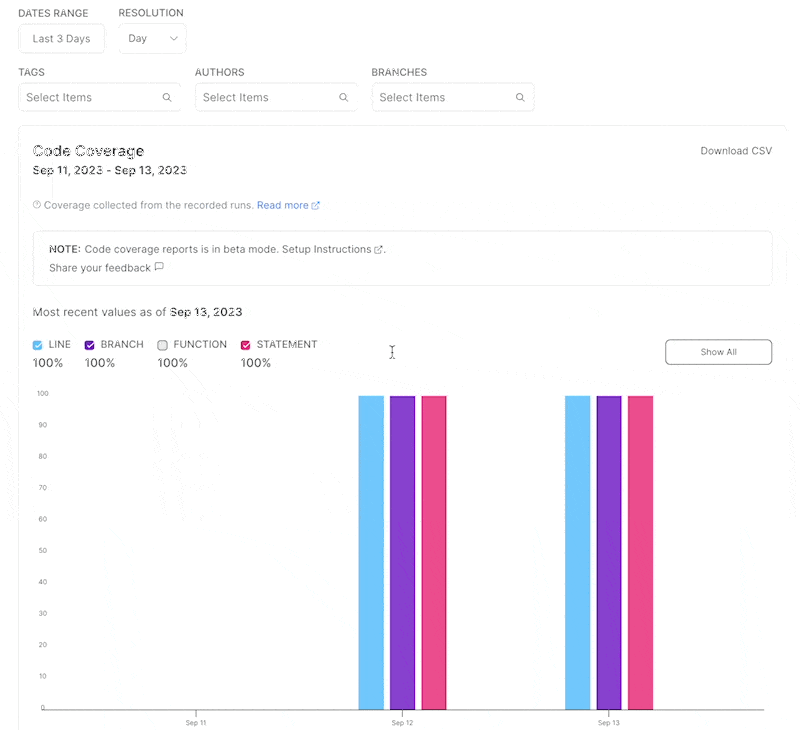 DATES RANGE RESOLUTION
Last 3 Days Day
TAGS AUTHORS BRANCHES
Select Items Select Items Select Items
Code Coverage Download CSV
Sep 11, 2023 - Sep 13, 2023
Coverage collected from the recorded runs. Read more
NOTE: Code coverage reports is in beta mode. Setup Instructions.
Share your feedback
Most recent values as of Sep 13, 2023
LINE BRANCH FUNCTION STATEMENT
100% 100% 100% 100%
Show All
100
90
80
70
60
50
40
30
20
10
0
Sep 11 Sep 12 Sep 13